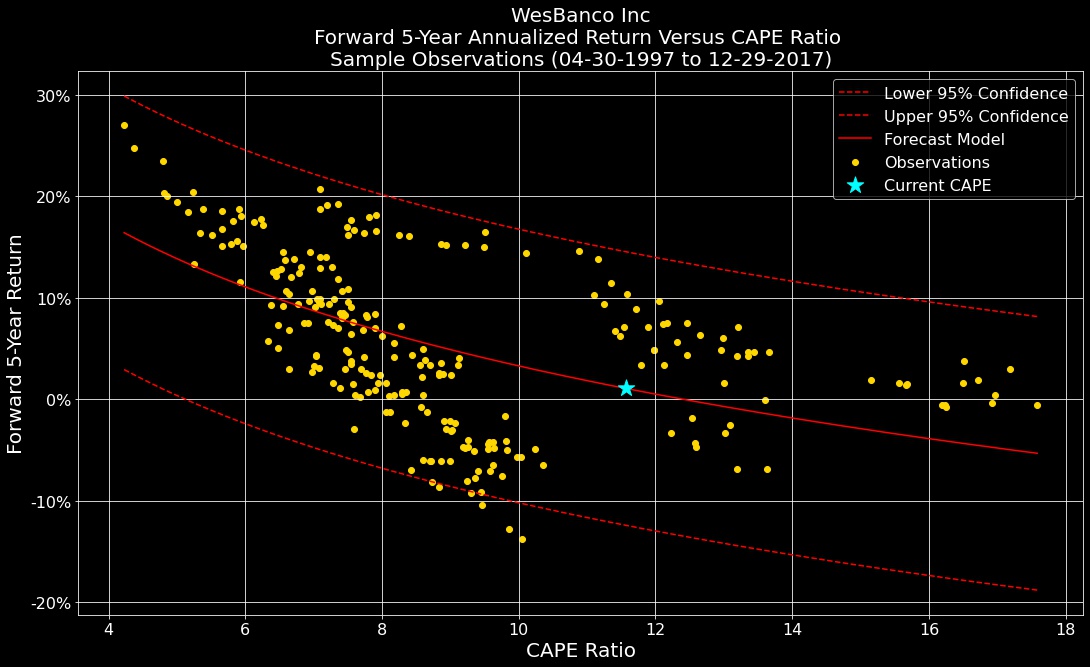 WesBanco Inc
Forward 5-Year Annualized Return Versus CAPE Ratio
Sample Observations (04-30-1997 to 12-29-2017)
Lower 95% Confidence
Upper 95% Confidence
Forecast Model
Observations
Current CAPE
Forward 5-Year Return
30%
20%
10%
0%
-10%
-20%
4 6 8 10 12 14 16 18
CAPE Ratio